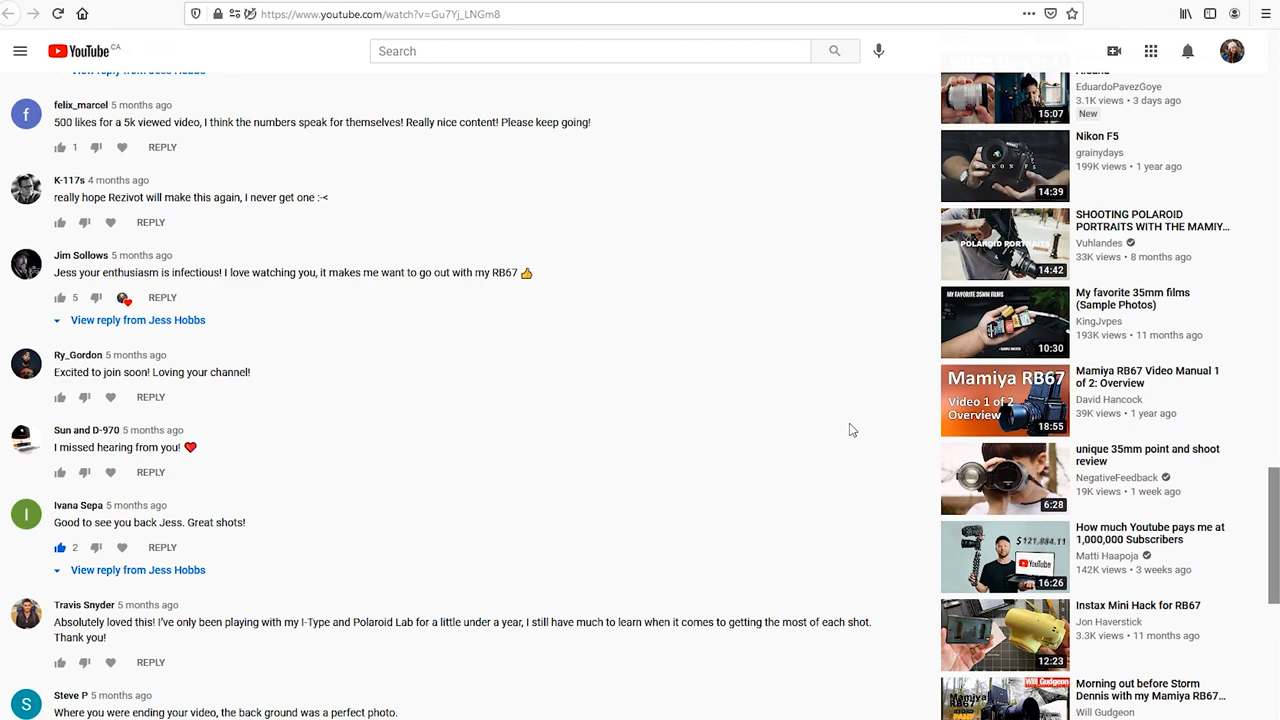 https://www.youtube.com/watch?v=Gu7Yj_LNGm8
YouTube CA
Search
View reply from Jess Hobbs
felix_marcel 5 months ago
f
500 likes for a 5k viewed video, I think the numbers speak for themselves! Really nice content! Please keep going!
1 REPLY
K-117s 4 months ago
really hope Rezivot will make this again, I never get one :-<
REPLY
Jim Sollows 5 months ago
Jess your enthusiasm is infectious! I love watching you, it makes me want to go out with my RB67 👍
5 REPLY
View reply from Jess Hobbs
Ry_Gordon 5 months ago
Excited to join soon! Loving your channel!
REPLY
Sun and D-970 5 months ago
I missed hearing from you! ❤️
REPLY
Ivana Sepa 5 months ago
I
Good to see you back Jess. Great shots!
2 REPLY
View reply from Jess Hobbs
Travis Snyder 5 months ago
Absolutely loved this! I've only been playing with my I-Type and Polaroid Lab for a little under a year, I still have much to learn when it comes to getting the most of each shot.
Thank you!
REPLY
Steve P 5 months ago
S
Where you were ending your video, the background was a perfect photo.
EduardoPavezGoye
3.1K views • 3 days ago
New
15:07
Nikon F5
grainydays
199K views • 1 year ago
NIKON F5
14:39
SHOOTING POLAROID
PORTRAITS WITH THE MAMIY...
Vuhlandes
33K views • 8 months ago
POLAROID PORTRAITS
14:42
My favorite 35mm films
(Sample Photos)
KingJvpes
193K views • 11 months ago
MY FAVORITE 35MM FILMS
10:30
Mamiya RB67 Video Manual 1
of 2: Overview
David Hancock
39K views • 1 year ago
Mamiya RB67
Video 1 of 2
Overview
18:55
unique 35mm point and shoot
review
NegativeFeedback
19K views • 1 week ago
6:28
How much Youtube pays me at
1,000,000 Subscribers
Matti Haapoja
142K views • 3 weeks ago
YouTube
16:26
Instax Mini Hack for RB67
Jon Haverstick
3.3K views • 11 months ago
12:23
Morning out before Storm
Dennis with my Mamiya RB67...
Will Gudgeon
Will Gudgeon
Mamiya
RB67